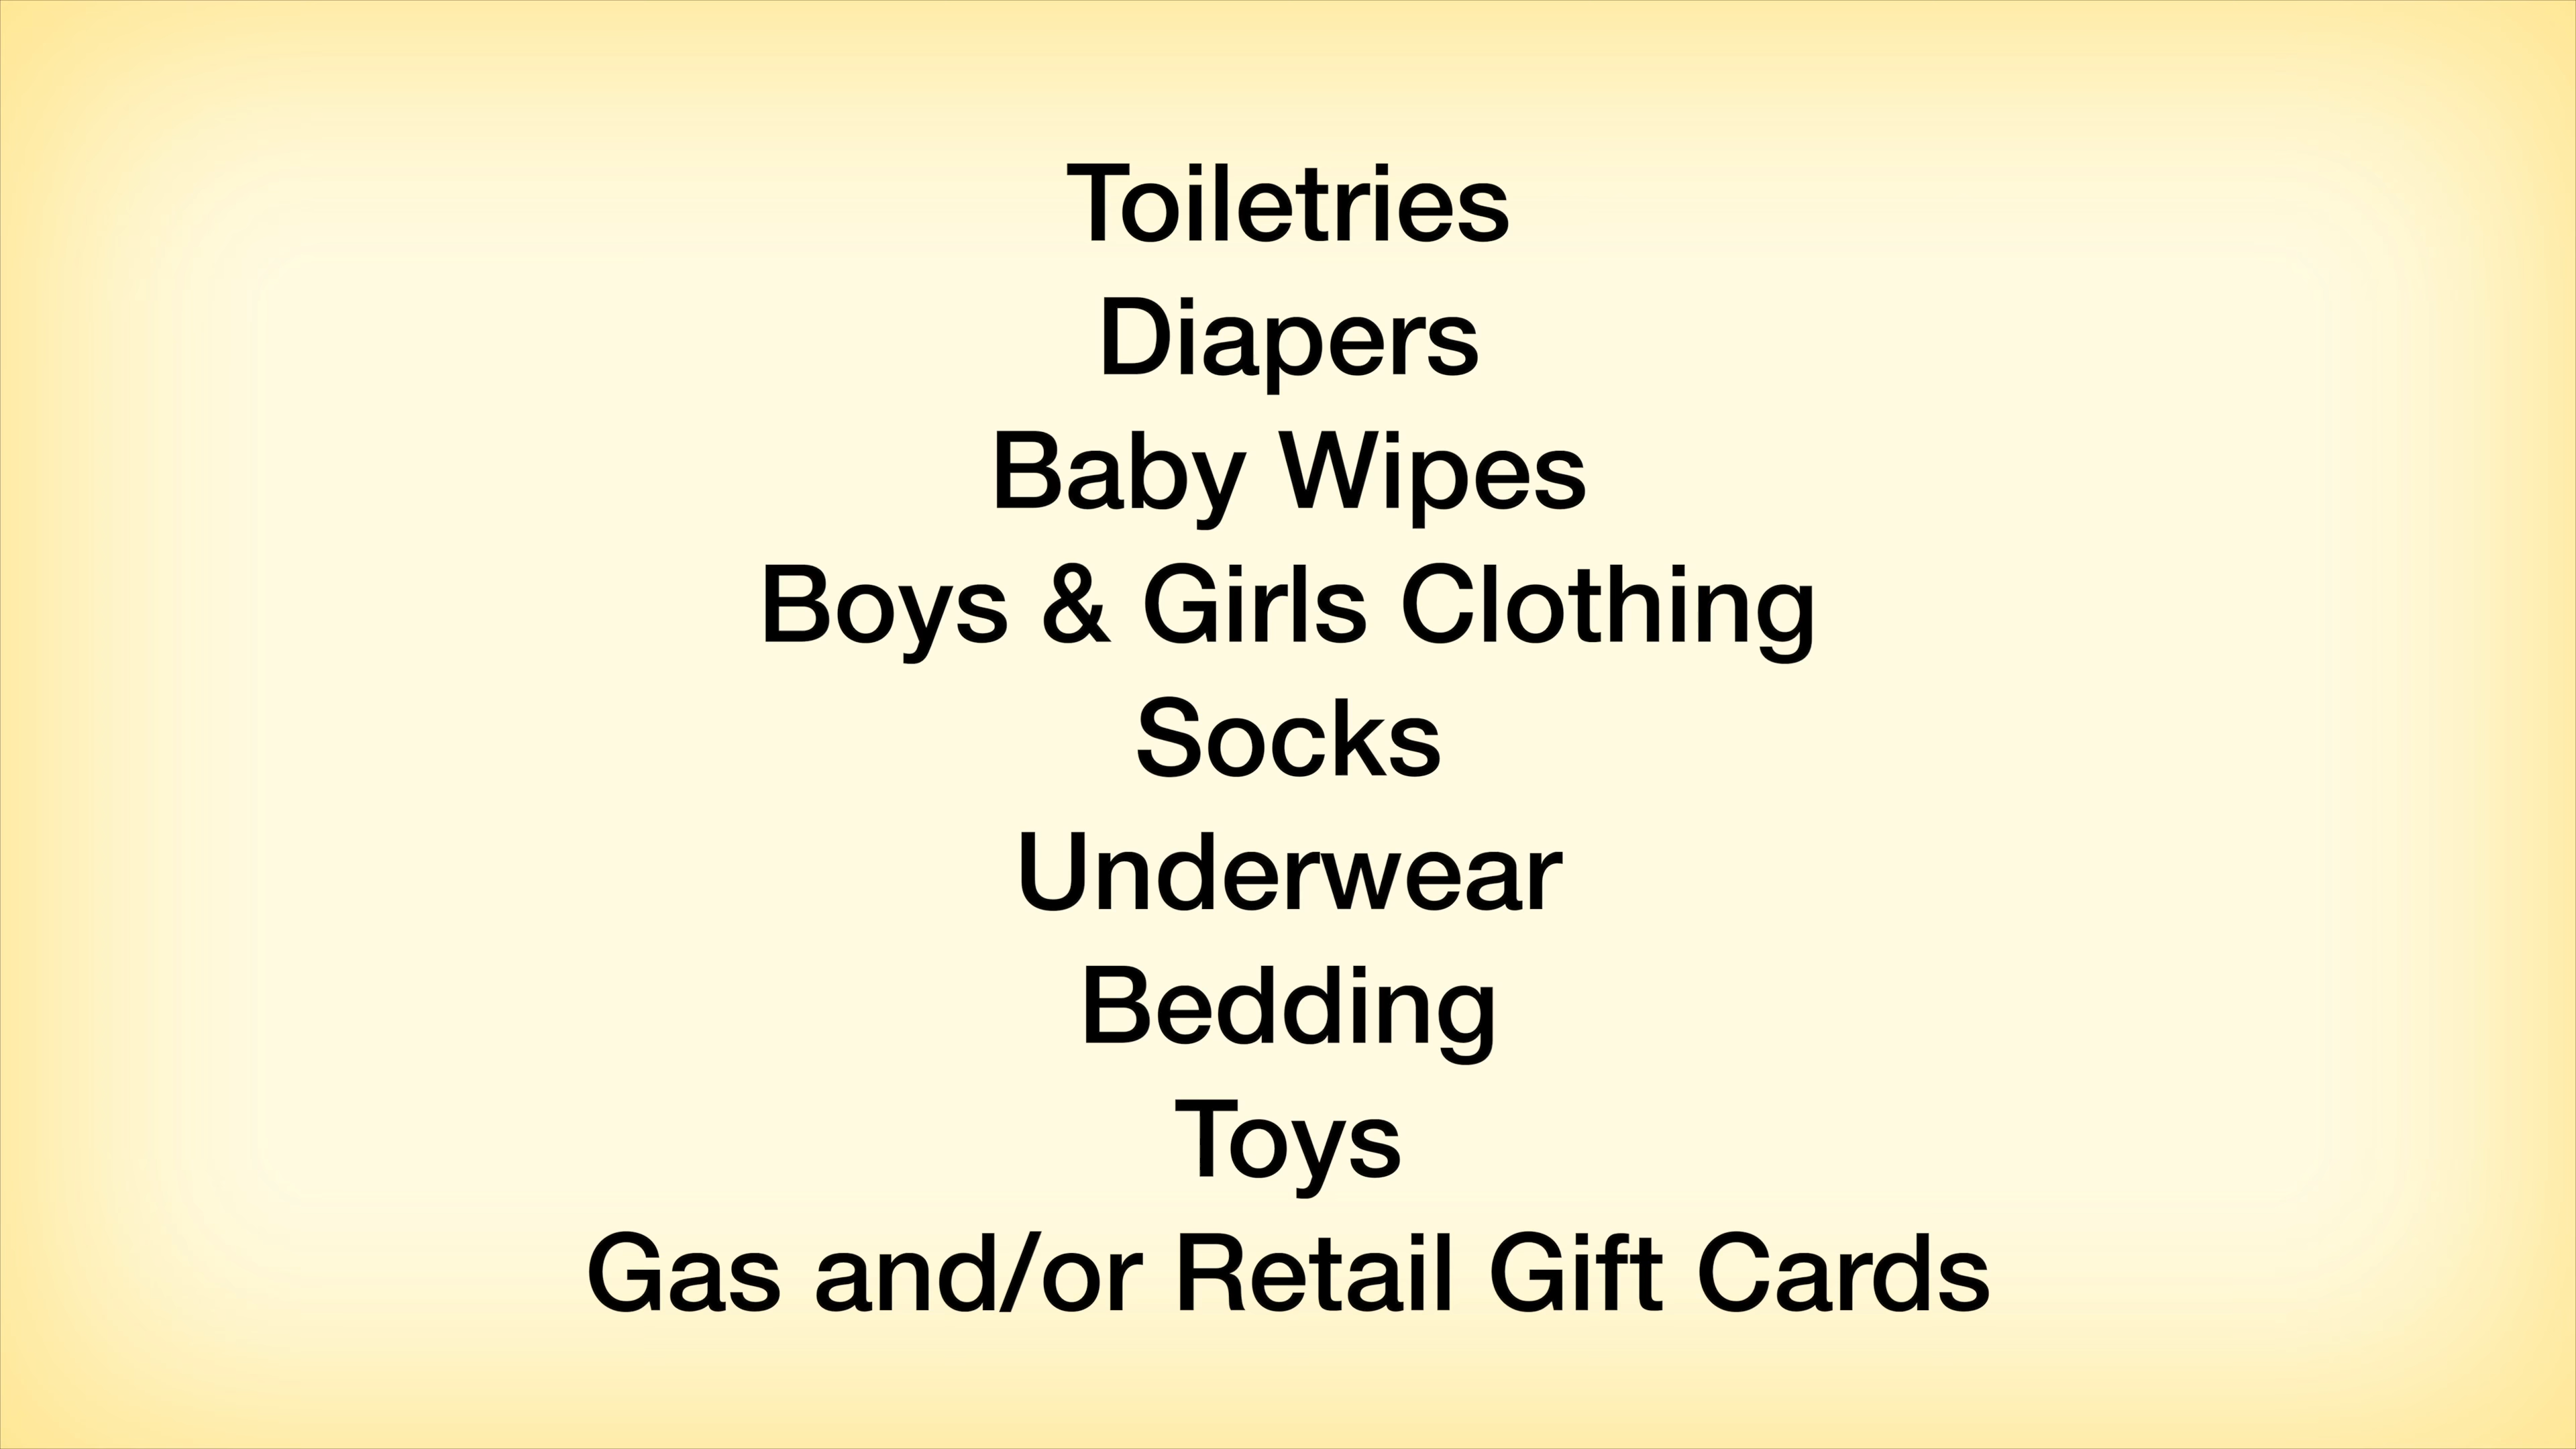 Toiletries
Diapers
Baby Wipes
Boys & Girls Clothing
Socks
Underwear
Bedding
Toys
Gas and/or Retail Gift Cards